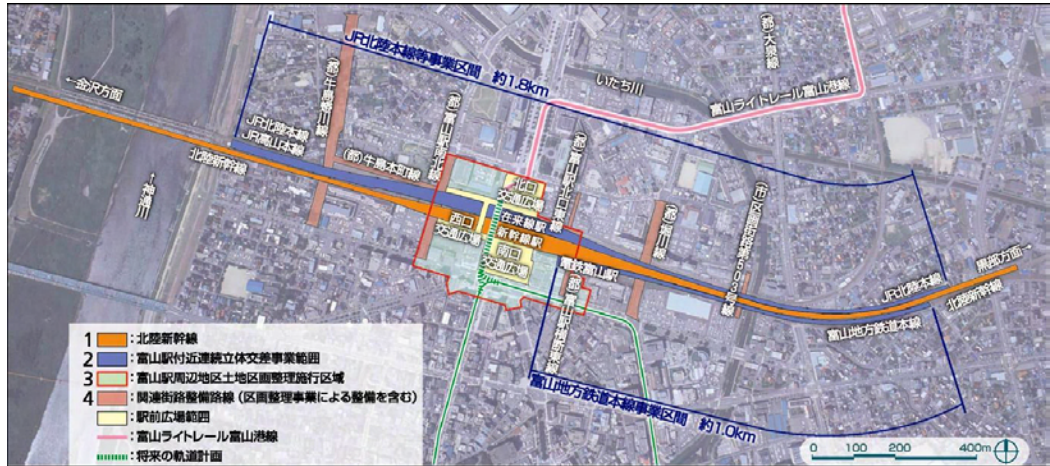 JR北陸本線等事業区間 約1.8km
(都)大泉線
いたち川
富山ライトレール富山港線
←金沢方面
(都)牛島蜷川線
(都)富山駅南北線
JR北陸本線
JR高山本線
北陸新幹線
(都)牛島本町線
←神通川
北口
交通広場
(都)富山駅北口東線
在来線駅
新幹線駅
西口
交通広場
南口
交通広場
電鉄富山駅
(都)堀川線
(市)区画街路第603号線
黒部方面→
JR北陸本線
北陸新幹線
富山地方鉄道本線
富山地方鉄道本線事業区間 約1.0km
1 :北陸新幹線
2 :富山駅付近連続立体交差事業範囲
3 :富山駅周辺地区土地区画整理施行区域
4 :関連街路整備路線(区画整理事業による整備を含む)
:駅前広場範囲
:富山ライトレール富山港線
:将来の軌道計画
0 100 200 400m